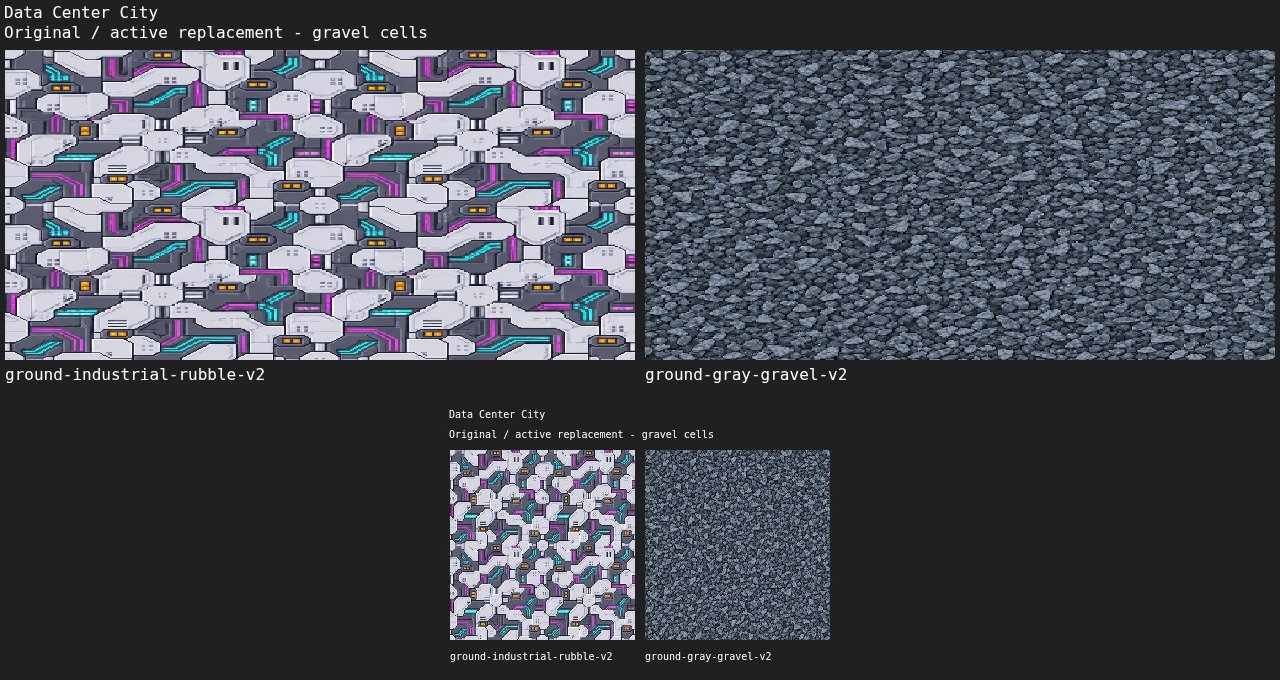 Data Center City
Original / active replacement - gravel cells
ground-industrial-rubble-v2
ground-gray-gravel-v2
Data Center City
Original / active replacement - gravel cells
ground-industrial-rubble-v2
ground-gray-gravel-v2